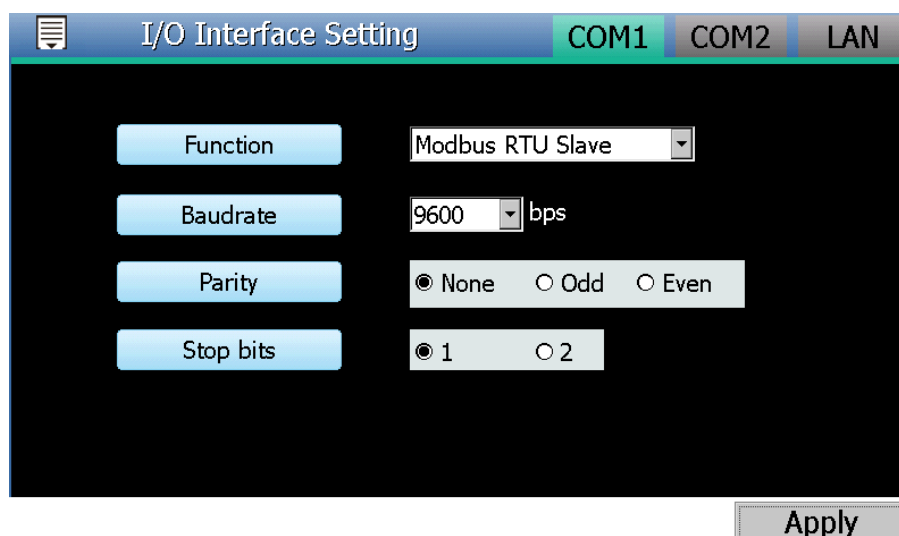 I/O Interface Setting COM1 COM2 LAN
Function Modbus RTU Slave
Baudrate 9600 bps
Parity None Odd Even
Stop bits 1 2
Apply